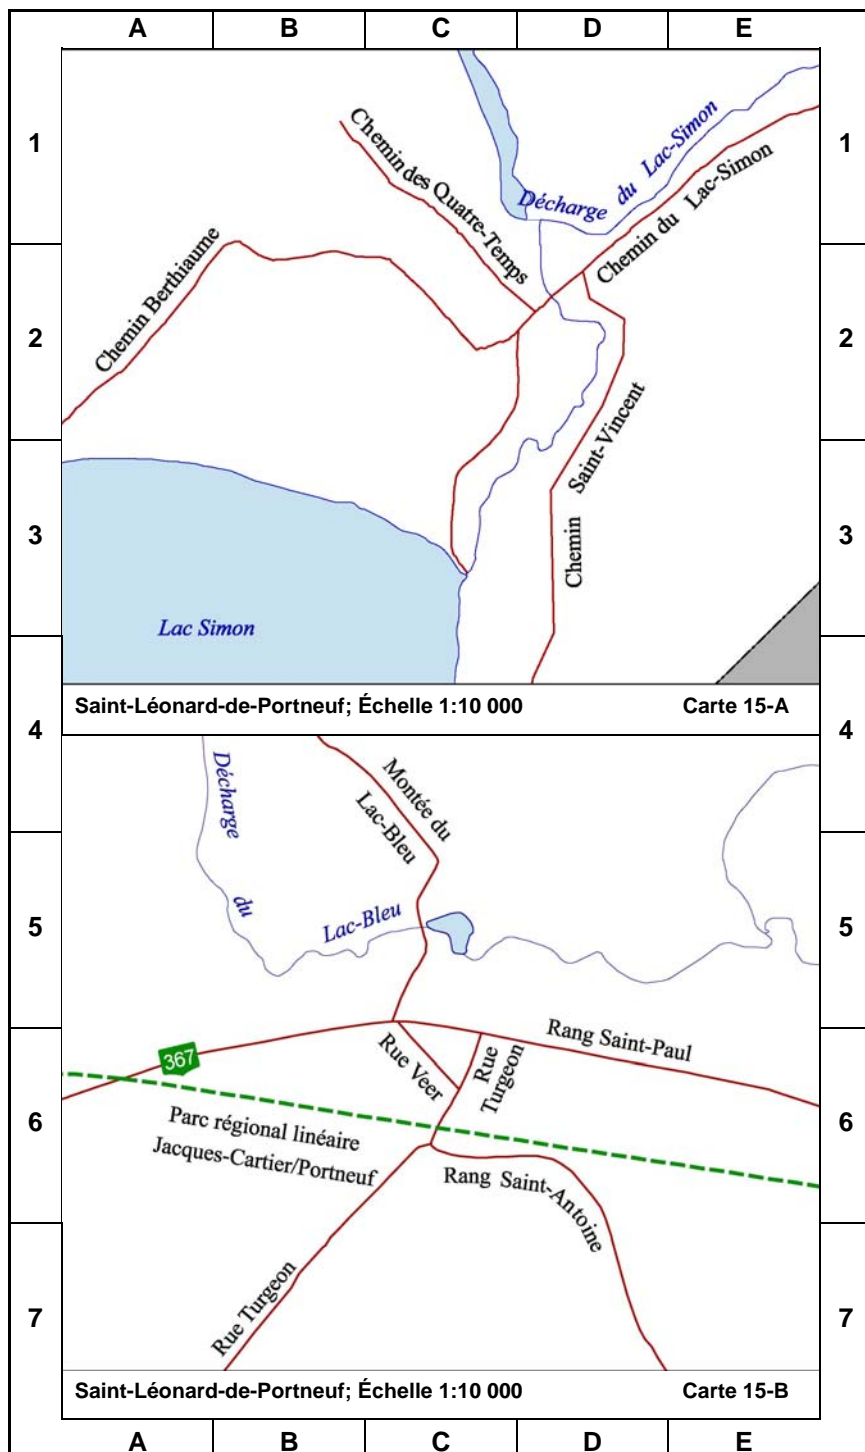 A B C D E
1 1
Chemin des Quatre-Temps
Décharge du Lac-Simon
Chemin du Lac-Simon
Chemin Berthiaume
2 2
Chemin Saint-Vincent
3 3
Lac Simon
Saint-Léonard-de-Portneuf; Échelle 1:10 000 Carte 15-A
4 4
Décharge du Lac-Bleu
Montée du
Lac-Bleu
5 5
367
Rang Saint-Paul
Rue Veer
Rue
Turgeon
6 6
Parc régional linéaire
Jacques-Cartier/Portneuf
Rang Saint-Antoine
Rue Turgeon
7 7
Saint-Léonard-de-Portneuf; Échelle 1:10 000 Carte 15-B
A B C D E